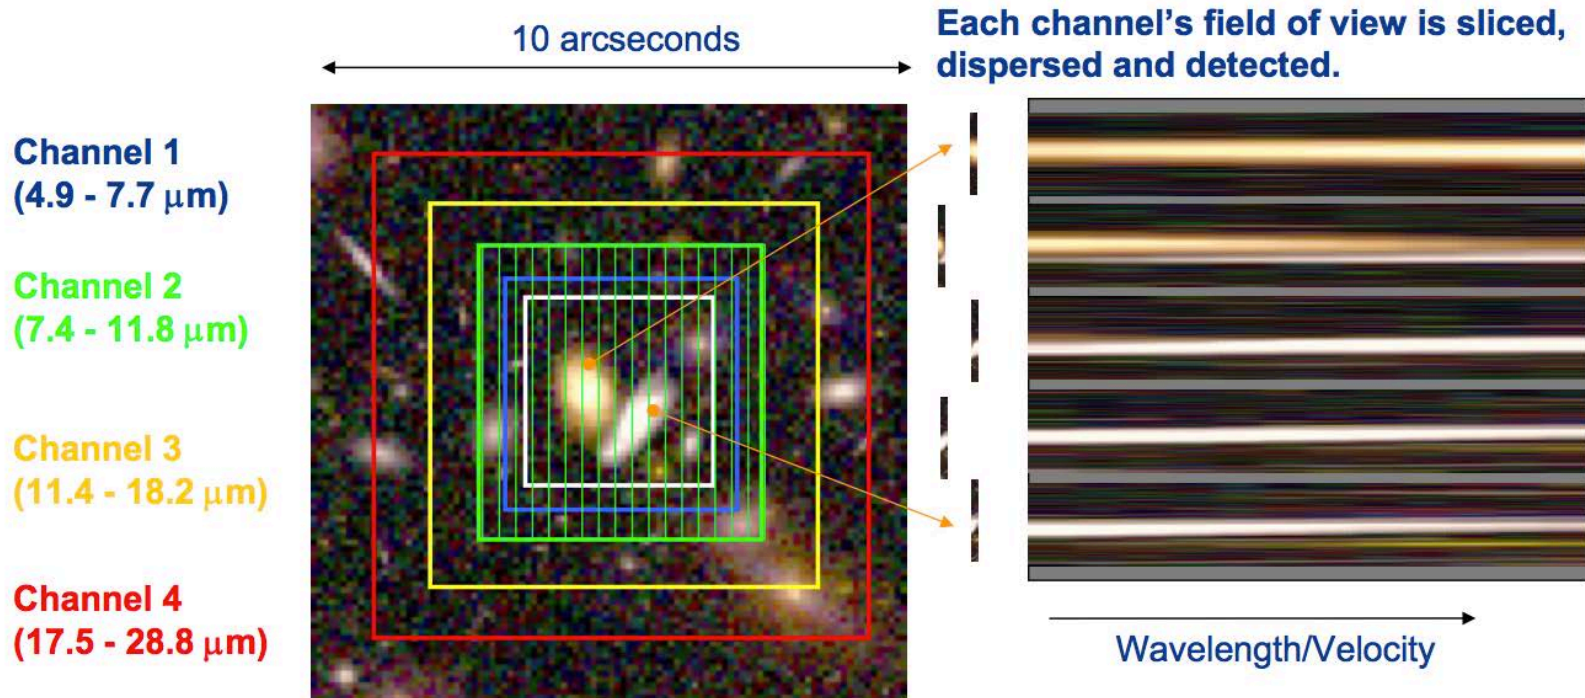 10 arcseconds
Each channel's field of view is sliced,
dispersed and detected.
Channel 1
(4.9 - 7.7 μm)
Channel 2
(7.4 - 11.8 μm)
Channel 3
(11.4 - 18.2 μm)
Channel 4
(17.5 - 28.8 μm)
Wavelength/Velocity